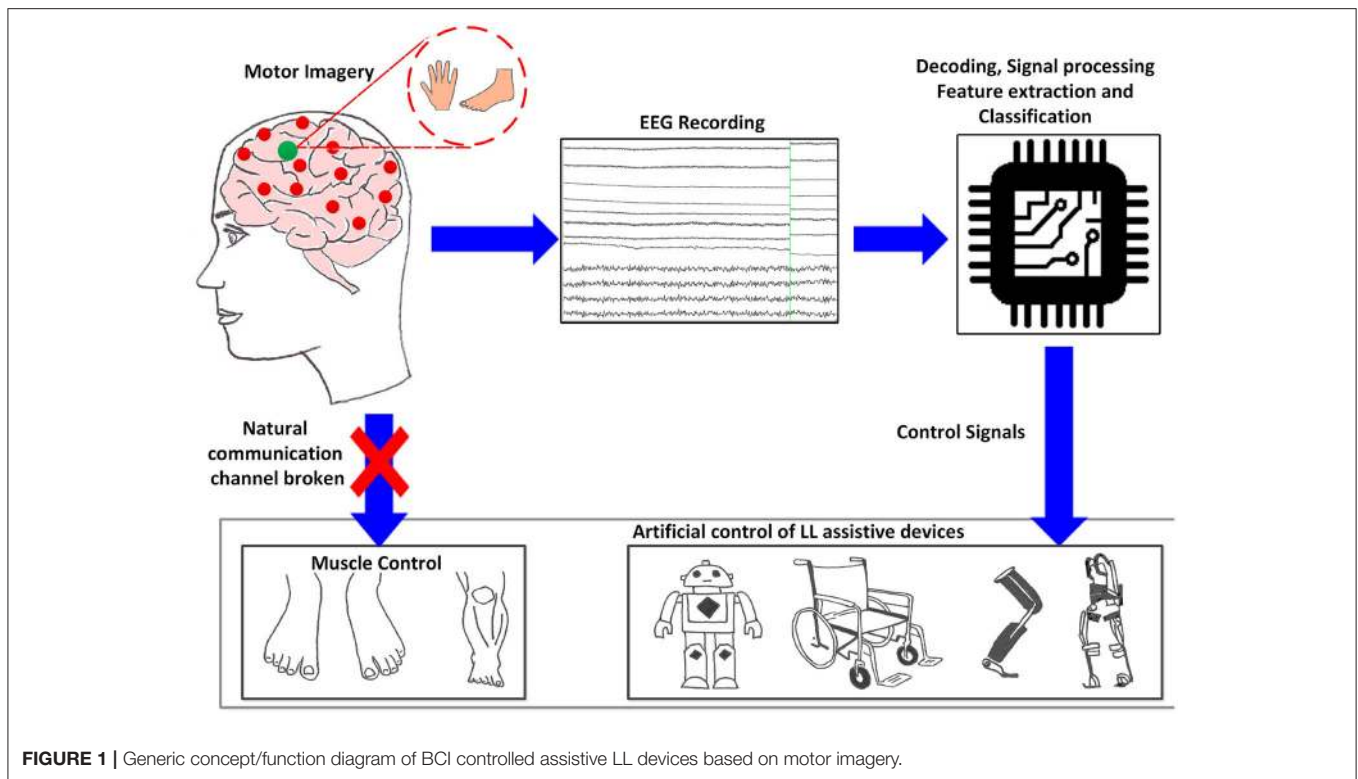 Motor Imagery
EEG Recording
Decoding, Signal processing
Feature extraction and
Classification
Natural
communication
channel broken
Control Signals
Muscle Control
Artificial control of LL assistive devices
FIGURE 1 | Generic concept/function diagram of BCI controlled assistive LL devices based on motor imagery.